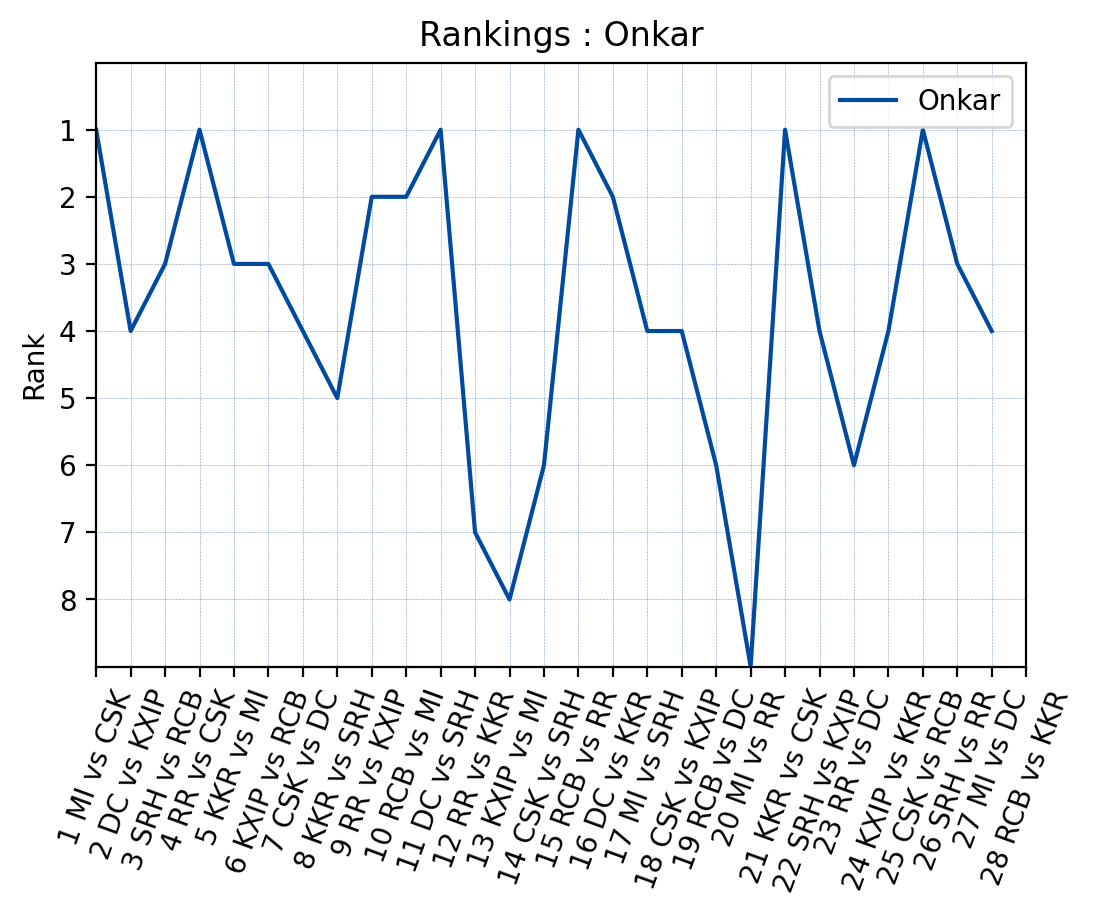 Rankings : Onkar
Onkar
Rank
1
2
3
4
5
6
7
8
1 MI vs CSK
2 DC vs KXIP
3 SRH vs RCB
4 RR vs CSK
5 KKR vs MI
6 KXIP vs RCB
7 CSK vs DC
8 KKR vs SRH
9 RR vs KXIP
10 RCB vs MI
11 DC vs SRH
12 RR vs KKR
13 KXIP vs MI
14 CSK vs SRH
15 RCB vs RR
16 DC vs KKR
17 MI vs SRH
18 CSK vs KXIP
19 RCB vs DC
20 MI vs RR
21 KKR vs CSK
22 SRH vs KXIP
23 RR vs DC
24 KXIP vs KKR
25 CSK vs RCB
26 SRH vs RR
27 MI vs DC
28 RCB vs KKR